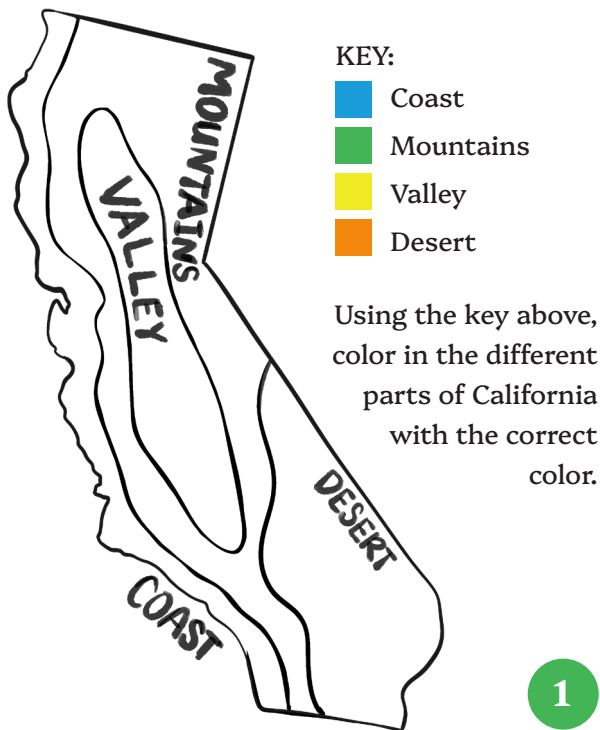 MOUNTAINS
VALLEY
DESERT
COAST
KEY:
Coast
Mountains
Valley
Desert
Using the key above,
color in the different
parts of California
with the correct
color.
1